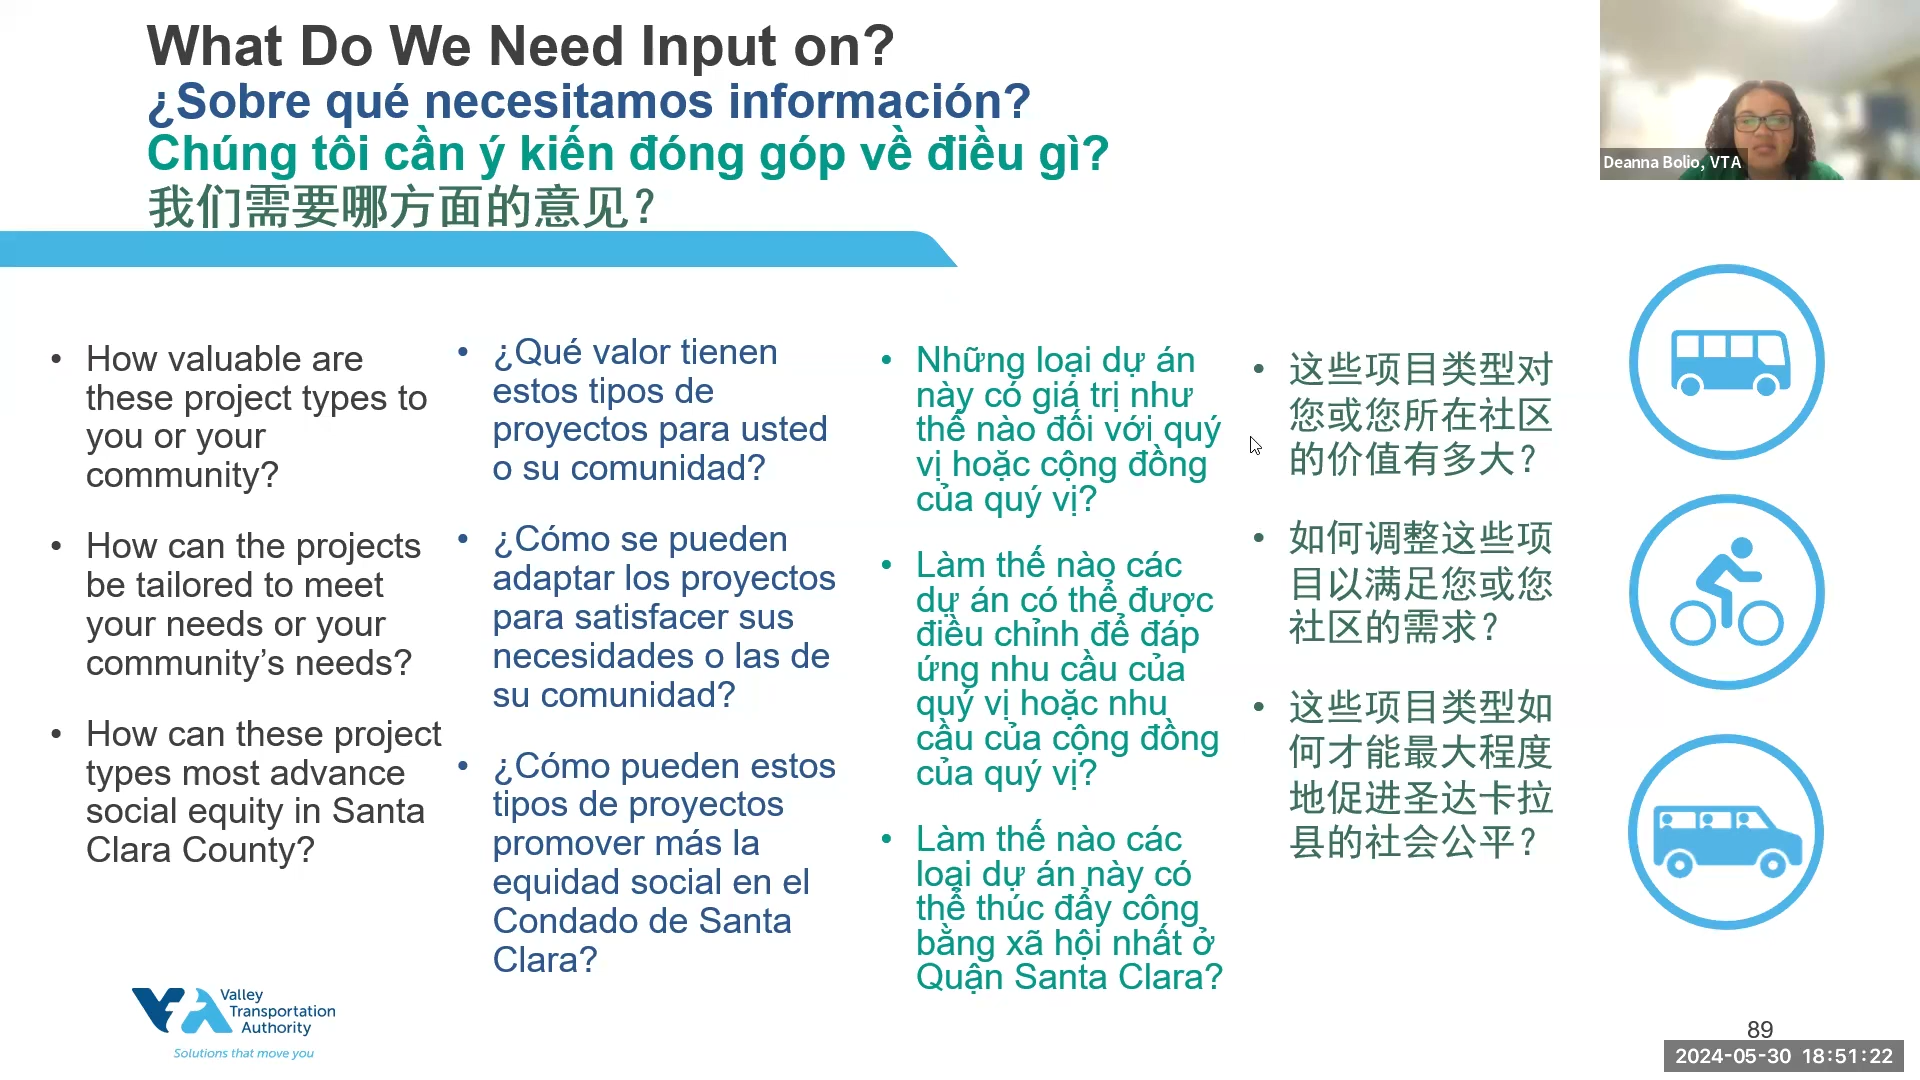 What Do We Need Input on?
¿Sobre qué necesitamos información?
Chúng tôi cần ý kiến đóng góp về điều gì?
我们需要哪方面的意见？
Deanna Bolio, VTA
• How valuable are
these project types to
you or your
community?
• How can the projects
be tailored to meet
your needs or your
community’s needs?
• How can these project
types most advance
social equity in Santa
Clara County?
• ¿Qué valor tienen
estos tipos de
proyectos para usted
o su comunidad?
• ¿Cómo se pueden
adaptar los proyectos
para satisfacer sus
necesidades o las de
su comunidad?
• ¿Cómo pueden estos
tipos de proyectos
promover más la
equidad social en el
Condado de Santa
Clara?
• Những loại dự án
này có giá trị như
thế nào đối với quý
vị hoặc cộng đồng
của quý vị?
• Làm thế nào các
dự án có thể được
điều chỉnh để đáp
ứng nhu cầu của
quý vị hoặc nhu
cầu của cộng đồng
của quý vị?
• Làm thế nào các
loại dự án này có
thể thúc đẩy công
bằng xã hội nhất ở
Quận Santa Clara?
• 这些项目类型对
您或您所在社区
的价值有多大？
• 如何调整这些项
目以满足您或您
社区的需求？
• 这些项目类型如
何才能最大程度
地促进圣达卡拉
县的社会公平？
VTA
Valley
Transportation
Authority
Solutions that move you
89
2024-05-30 18:51:22